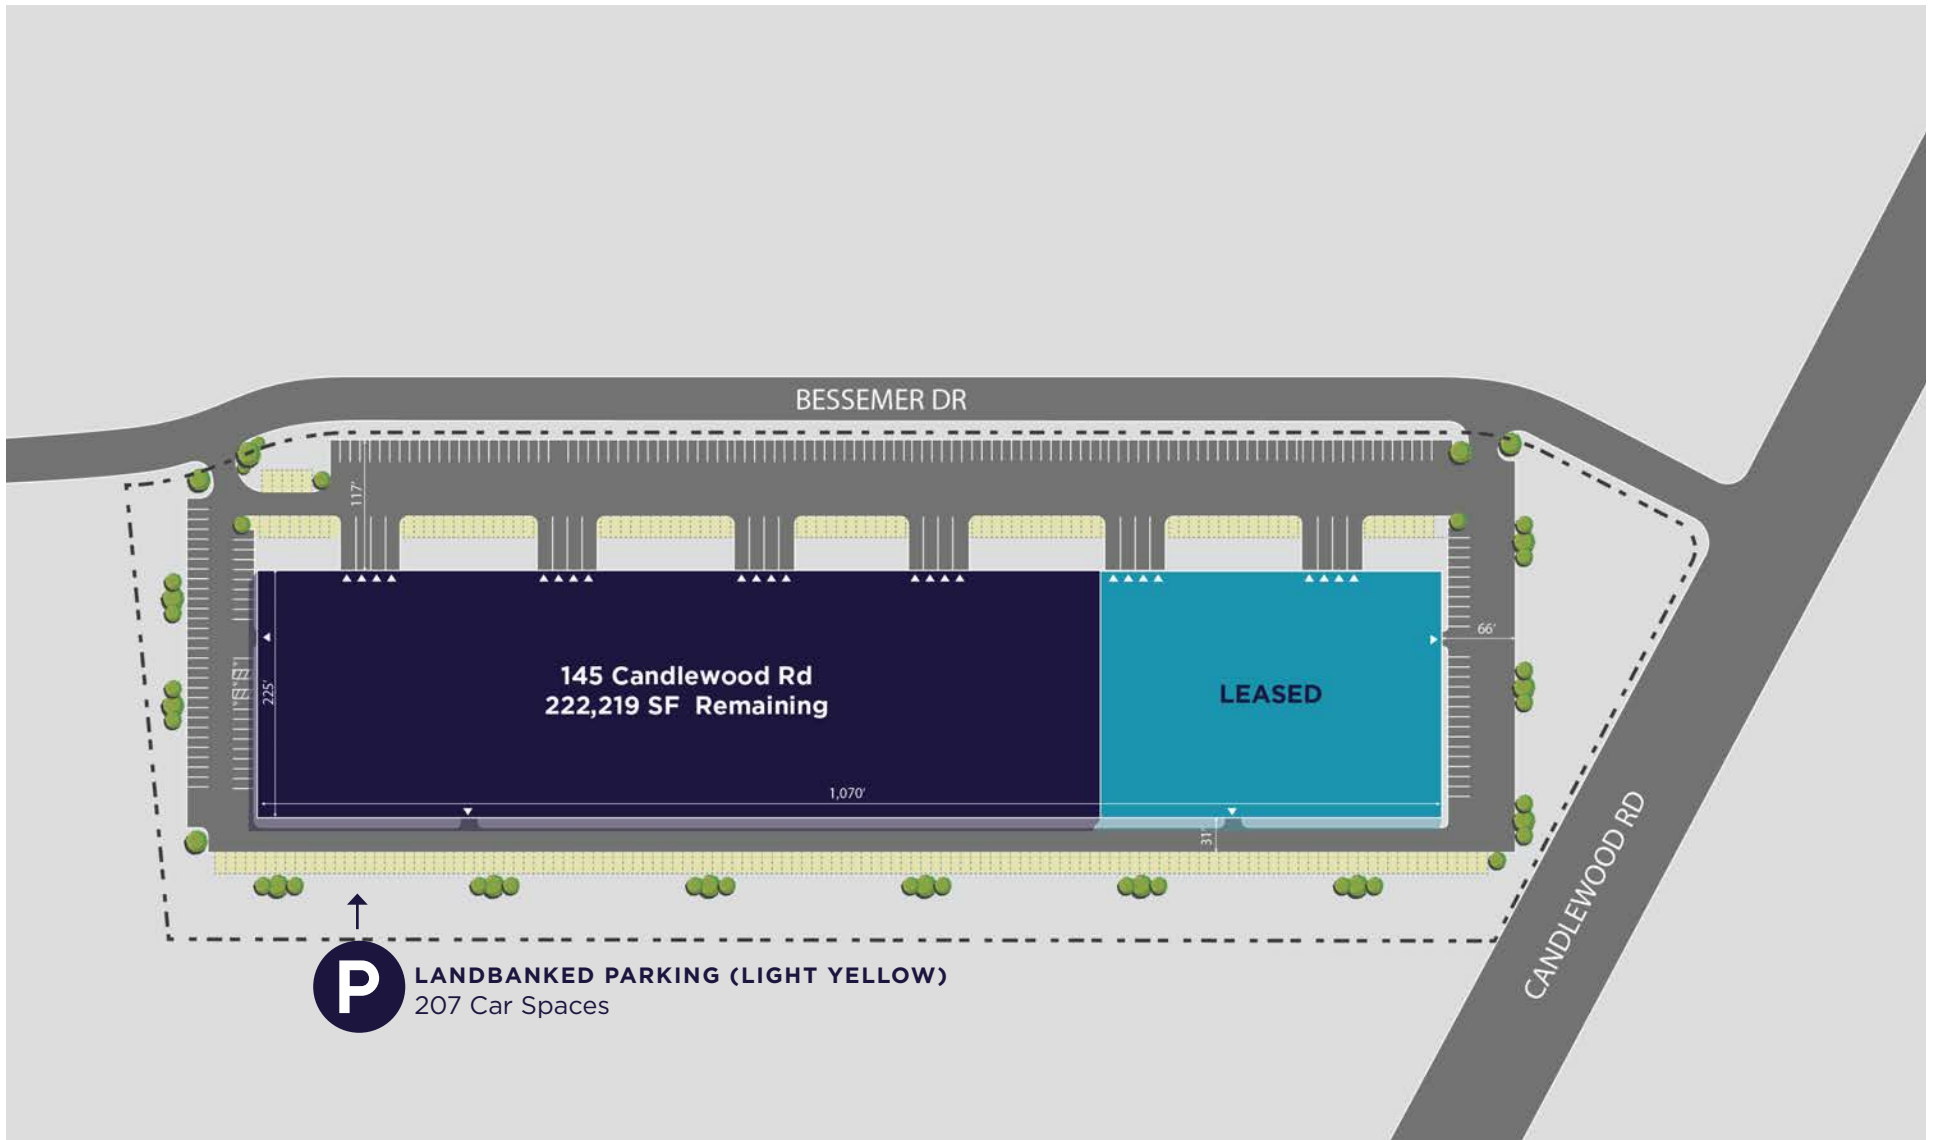 BESSEMER DR
117'
66'
225'
145 Candlewood Rd
222,219 SF Remaining
LEASED
1,070'
31'
CANDLEWOOD RD
P
LANDBANKED PARKING (LIGHT YELLOW)
207 Car Spaces